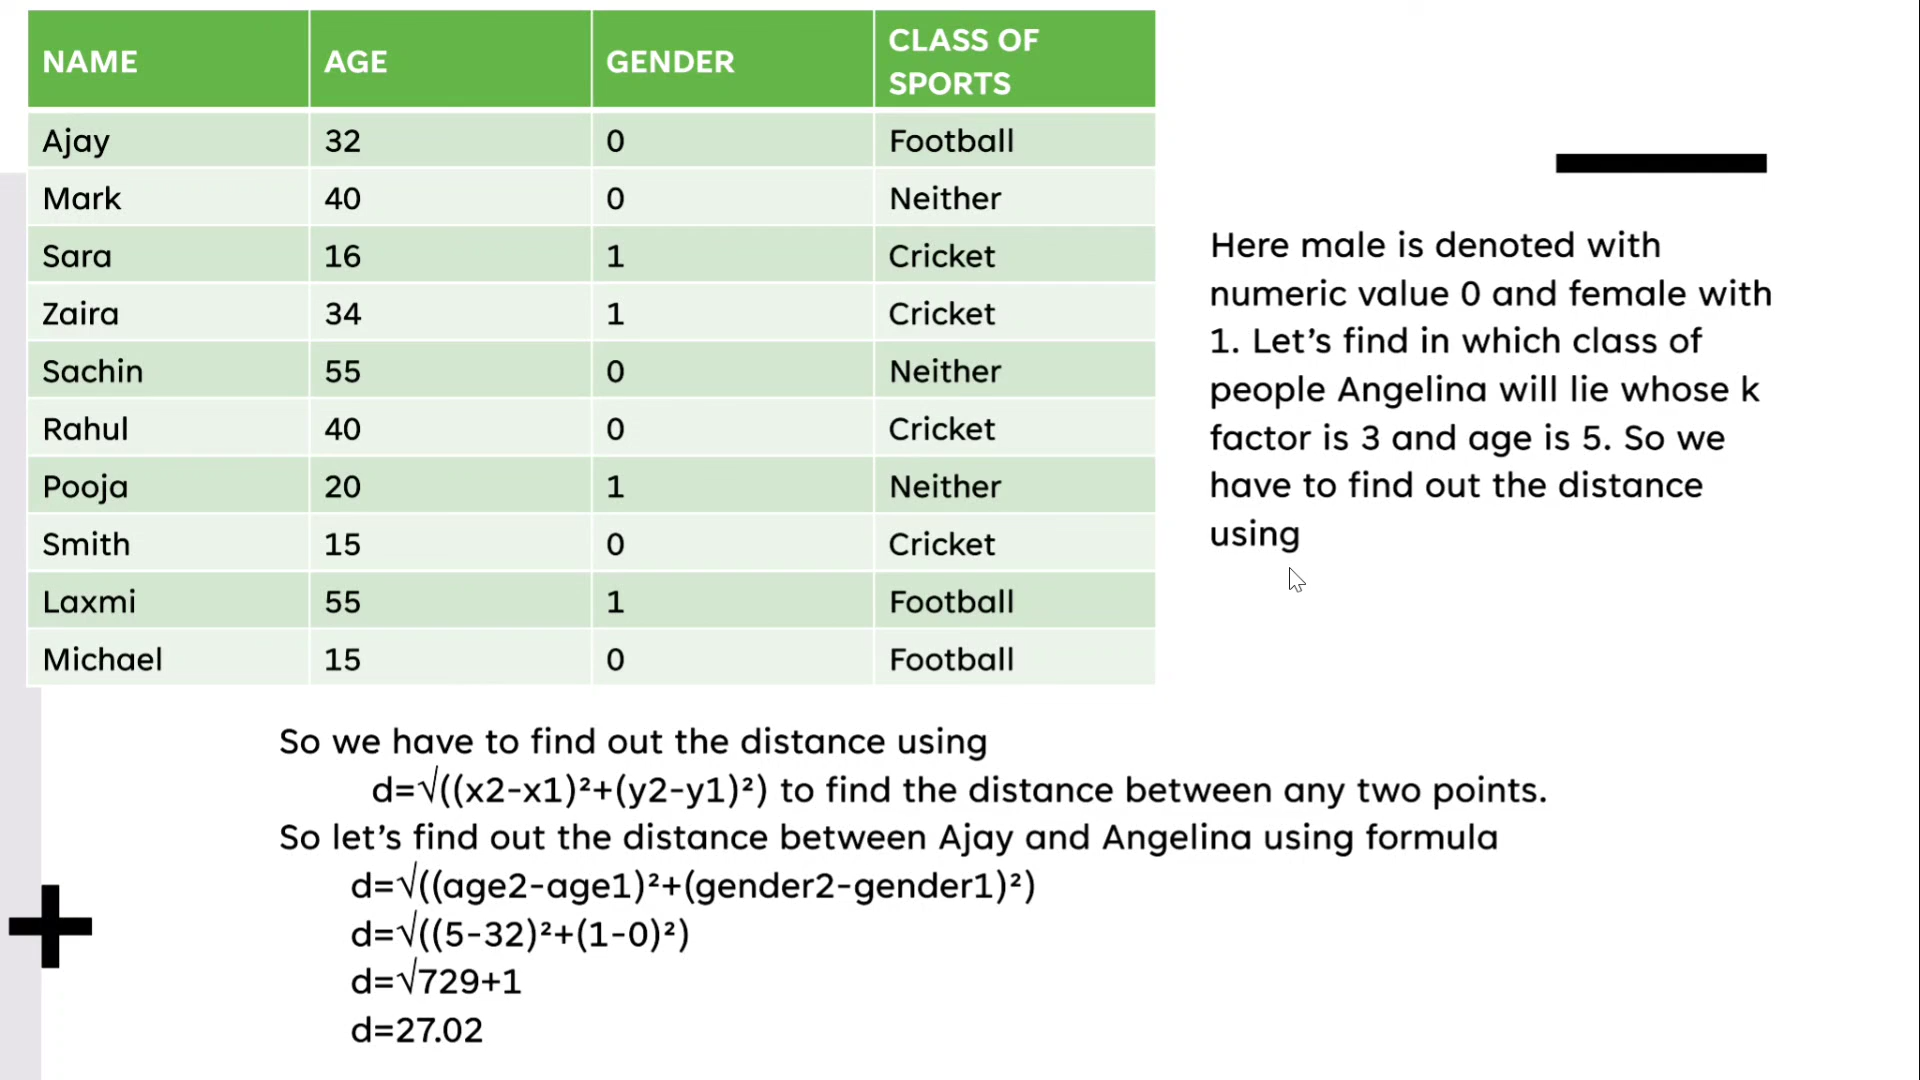 NAME AGE GENDER CLASS OF SPORTS
Ajay 32 0 Football
Mark 40 0 Neither
Sara 16 1 Cricket
Zaira 34 1 Cricket
Sachin 55 0 Neither
Rahul 40 0 Cricket
Pooja 20 1 Neither
Smith 15 0 Cricket
Laxmi 55 1 Football
Michael 15 0 Football
Here male is denoted with
numeric value 0 and female with
1. Let’s find in which class of
people Angelina will lie whose k
factor is 3 and age is 5. So we
have to find out the distance
using
So we have to find out the distance using
d=√((x2-x1)²+(y2-y1)²) to find the distance between any two points.
So let’s find out the distance between Ajay and Angelina using formula
d=√((age2-age1)²+(gender2-gender1)²)
d=√((5-32)²+(1-0)²)
d=√729+1
d=27.02